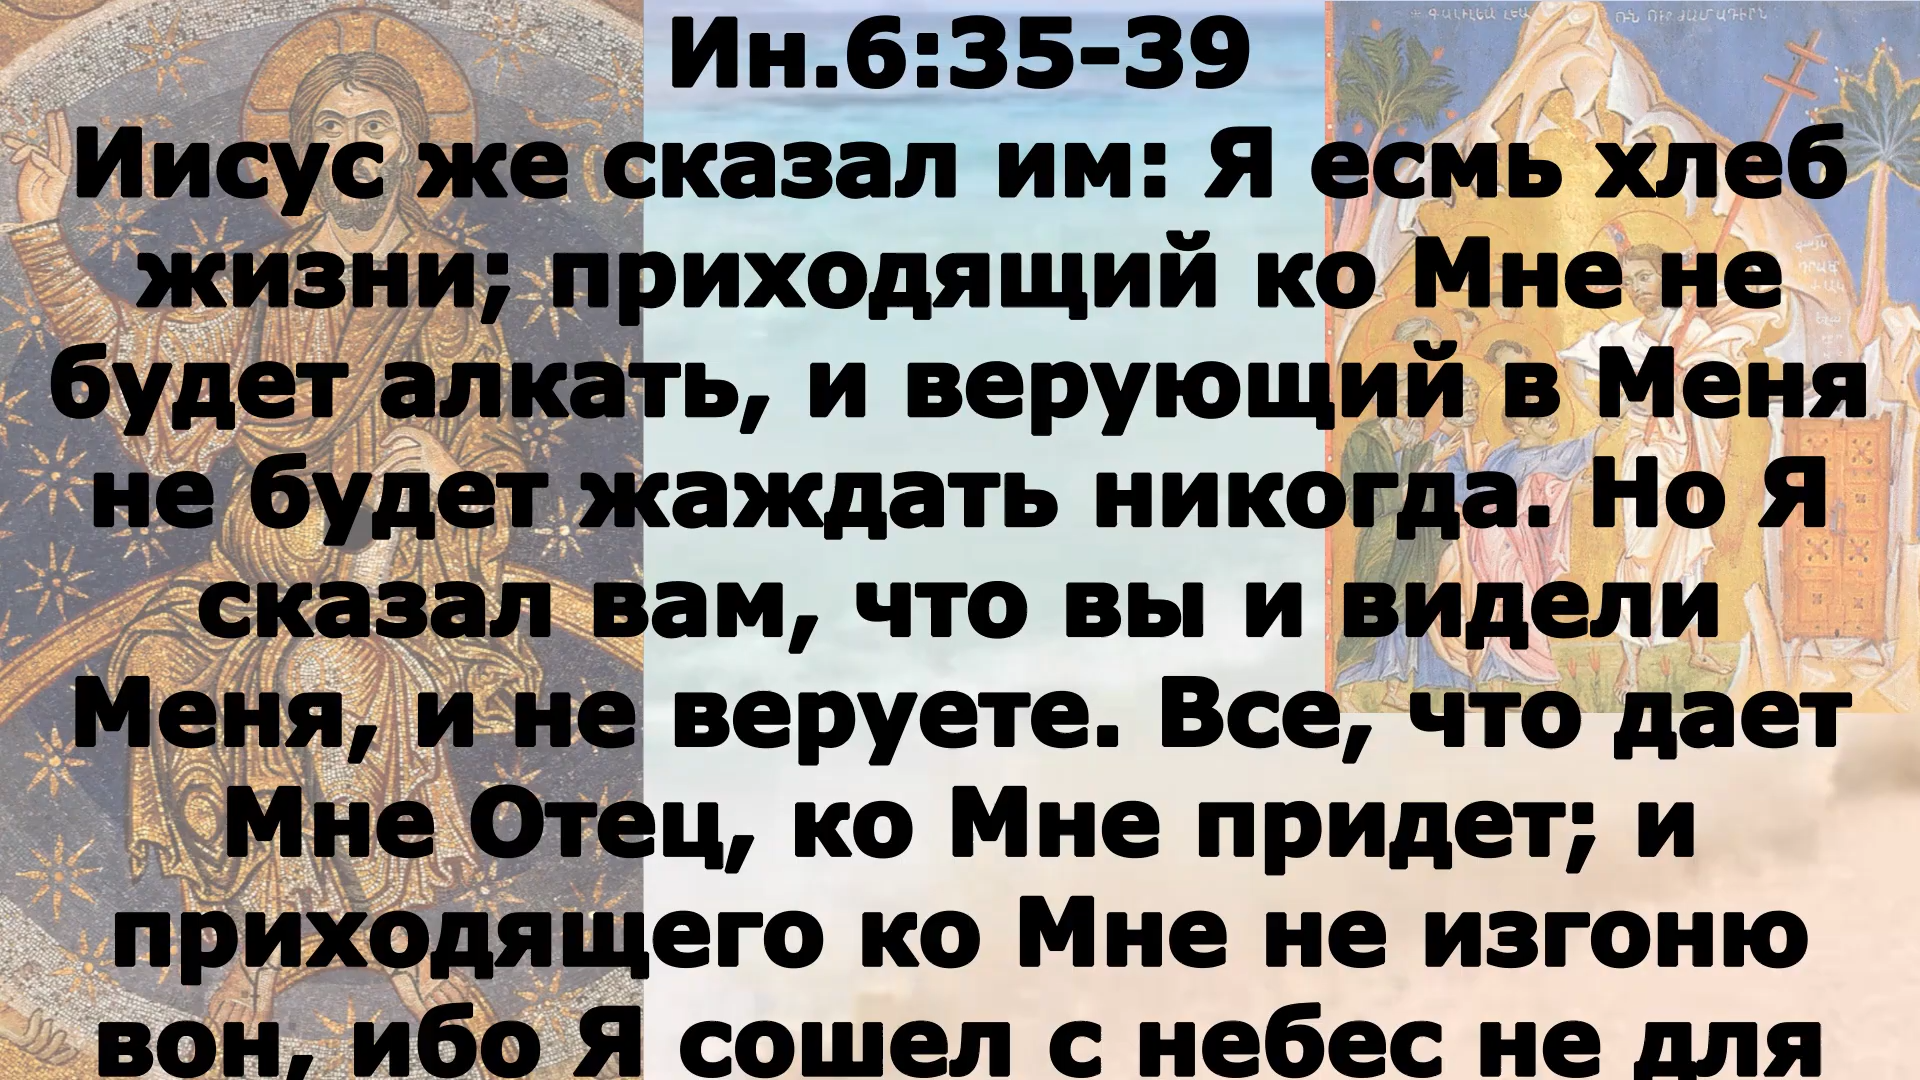 Ин.6:35-39
Иисус же сказал им: Я есмь хлеб
жизни; приходящий ко Мне не
будет алкать, и верующий в Меня
не будет жаждать никогда. Но Я
сказал вам, что вы и видели
Меня, и не веруете. Все, что дает
Мне Отец, ко Мне придет; и
приходящего ко Мне не изгоню
вон, ибо Я сошел с небес не для